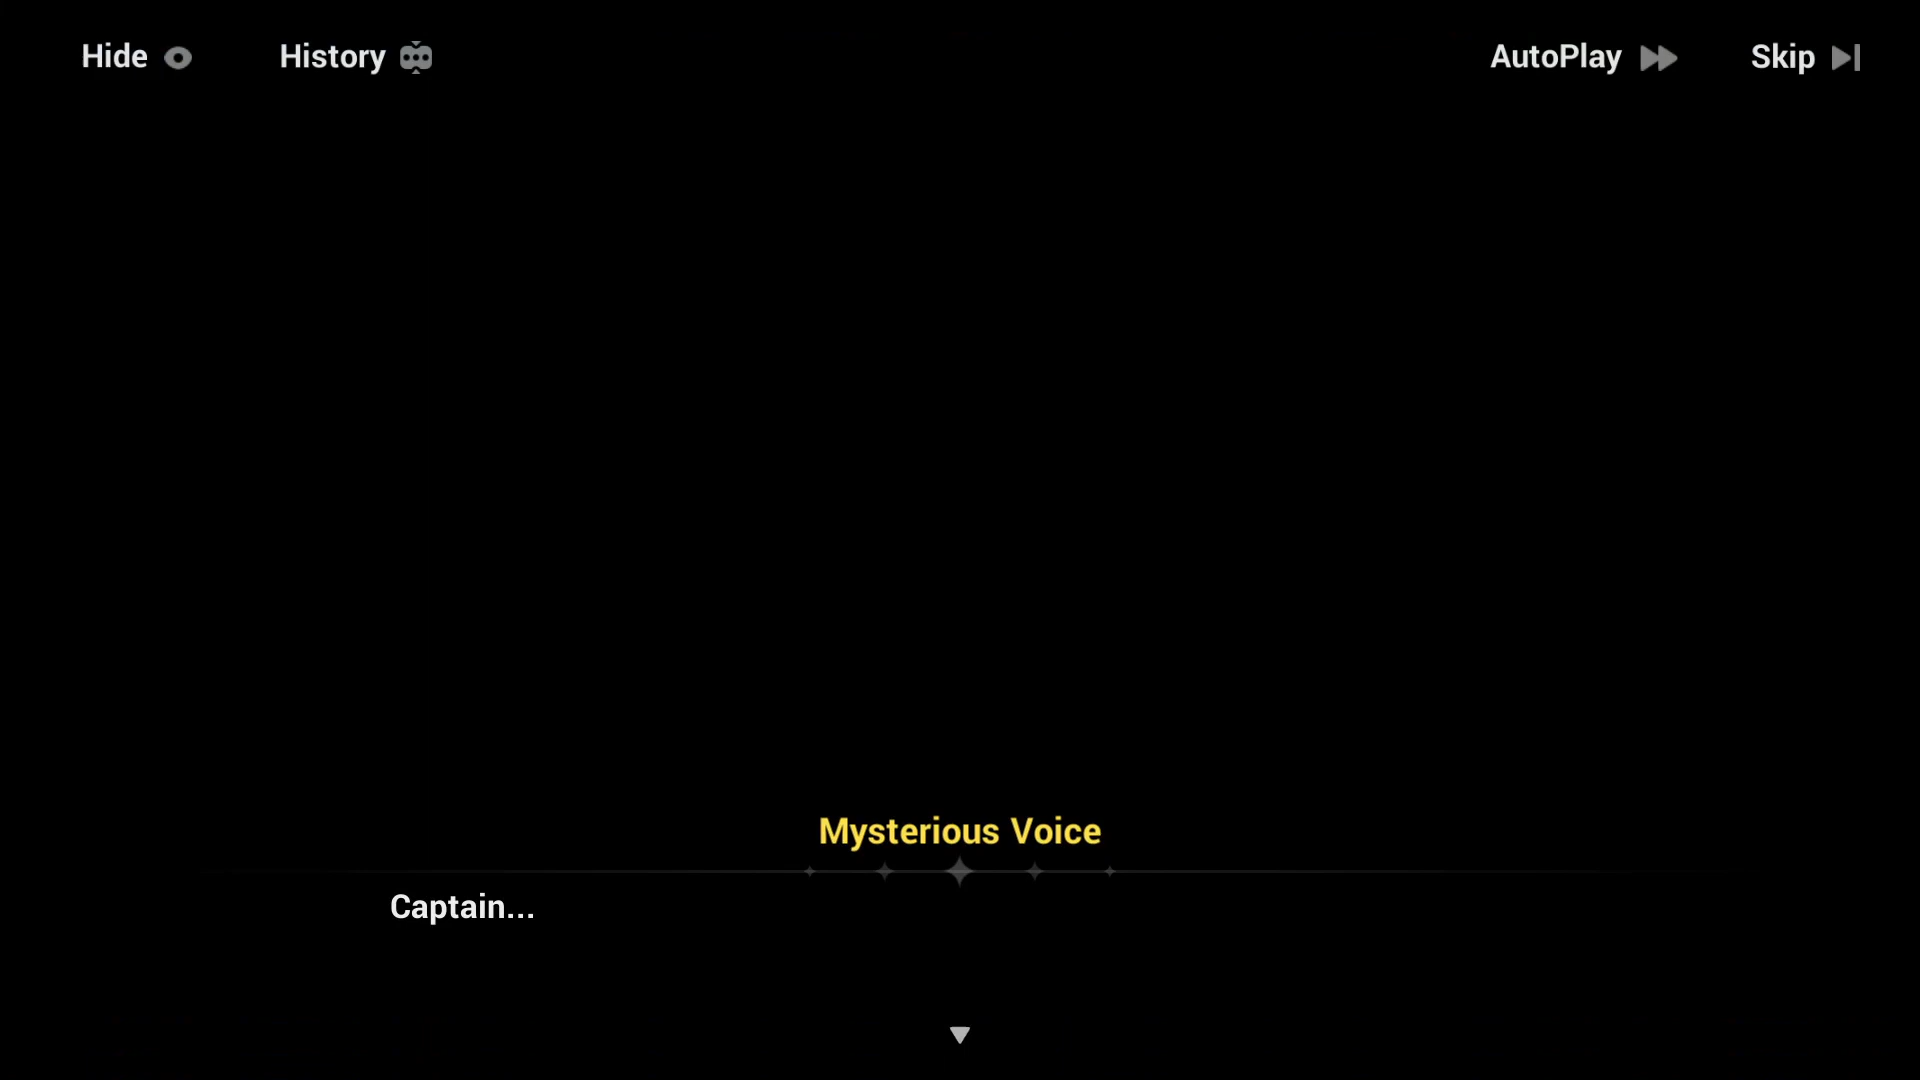 Hide
History
AutoPlay
Skip
Mysterious Voice
Captain...